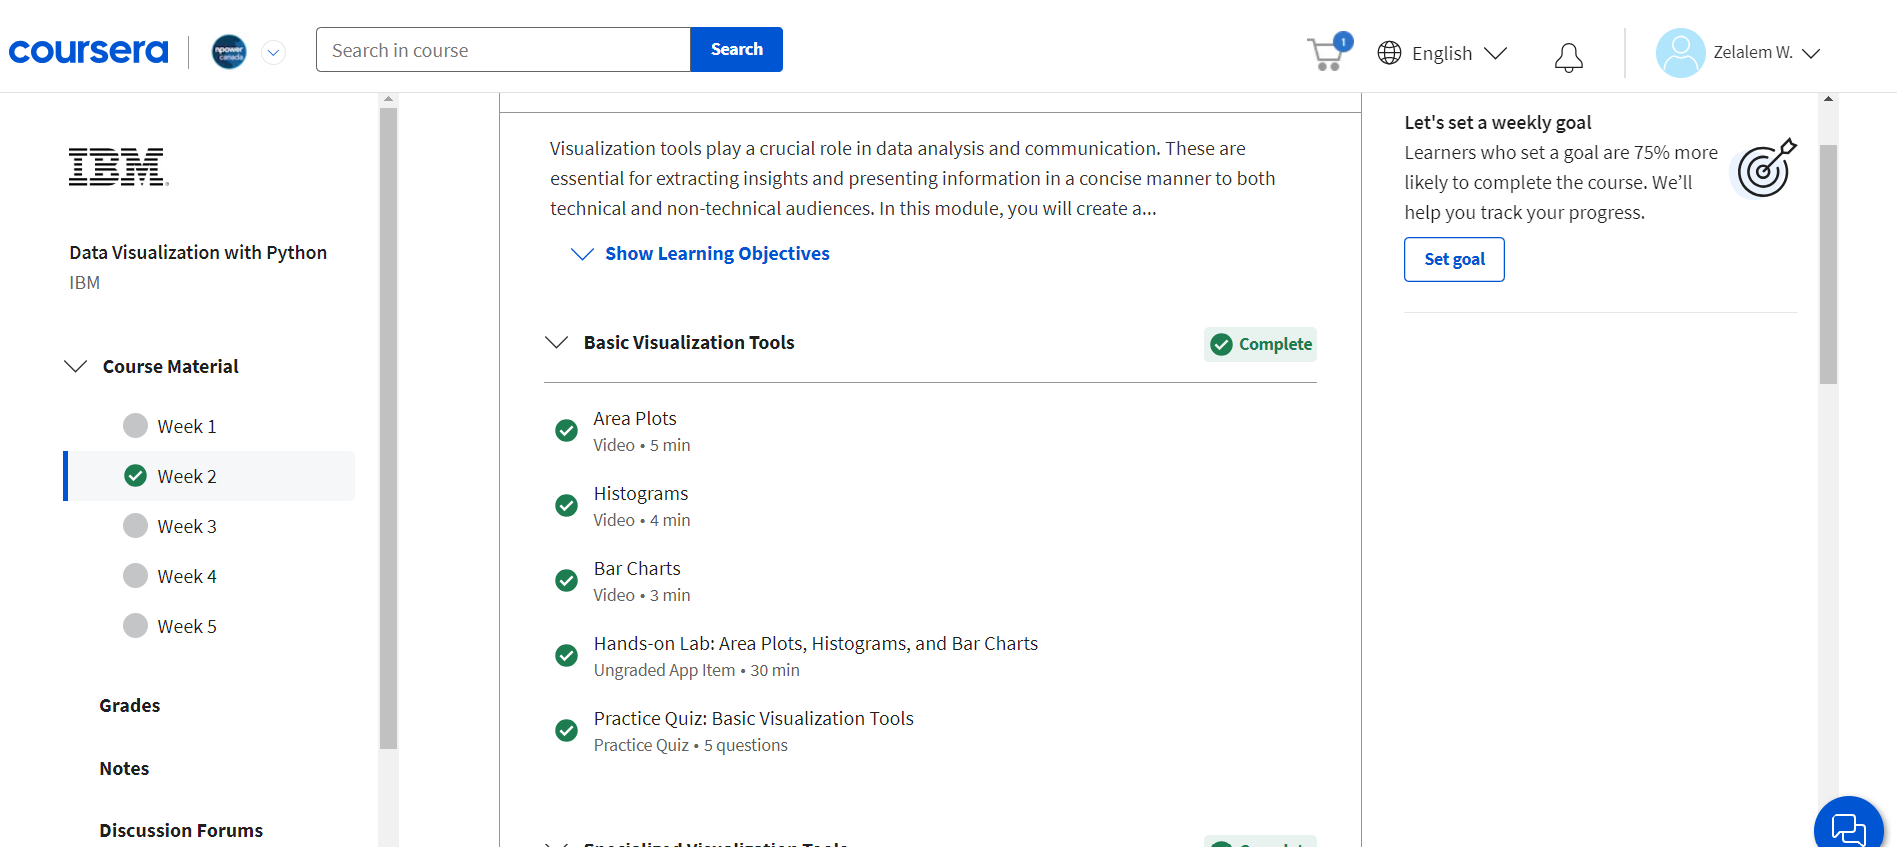 coursera
npower
canada
Search in course
Search
1
English
Zelalem W.
IBM
Data Visualization with Python
IBM
Course Material
Week 1
Week 2
Week 3
Week 4
Week 5
Grades
Notes
Discussion Forums
Visualization tools play a crucial role in data analysis and communication. These are
essential for extracting insights and presenting information in a concise manner to both
technical and non-technical audiences. In this module, you will create a...
Show Learning Objectives
Basic Visualization Tools
Complete
Area Plots
Video • 5 min
Histograms
Video • 4 min
Bar Charts
Video • 3 min
Hands-on Lab: Area Plots, Histograms, and Bar Charts
Ungraded App Item • 30 min
Practice Quiz: Basic Visualization Tools
Practice Quiz • 5 questions
Specialized Visualization Tools
Complete
Let's set a weekly goal
Learners who set a goal are 75% more
likely to complete the course. We’ll
help you track your progress.
Set goal